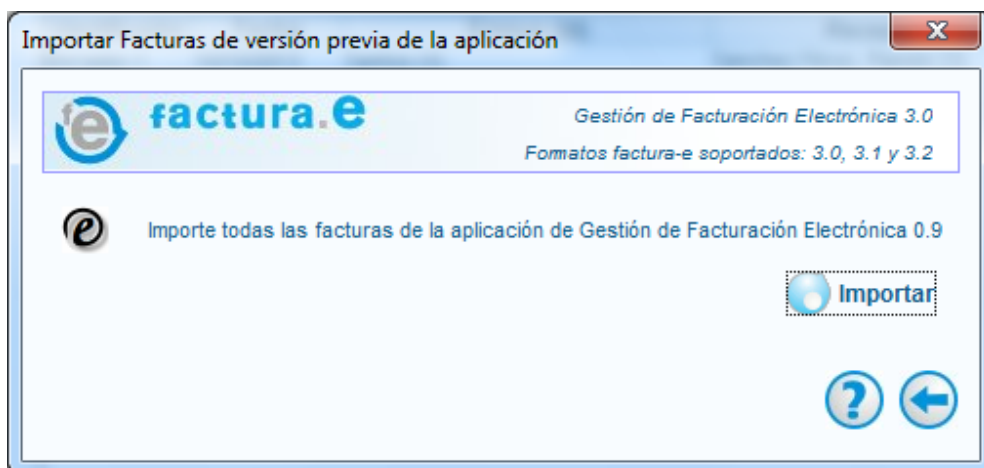 Importar Facturas de versión previa de la aplicación
factura.e
Gestión de Facturación Electrónica 3.0
Formatos factura-e soportados: 3.0, 3.1 y 3.2
Importe todas las facturas de la aplicación de Gestión de Facturación Electrónica 0.9
Importar